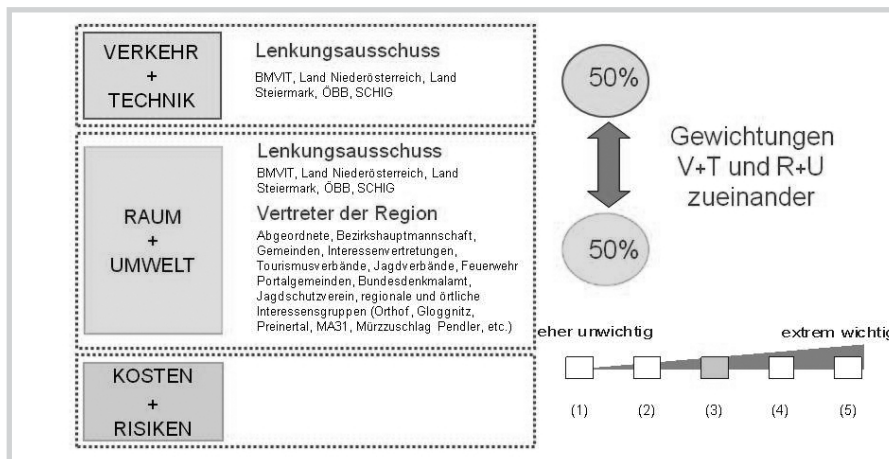 VERKEHR
+
TECHNIK
Lenkungsausschuss
BMVIT, Land Niederösterreich, Land
Steiermark, ÖBB, SCHIG
RAUM
+
UMWELT
Lenkungsausschuss
BMVIT, Land Niederösterreich, Land
Steiermark, ÖBB, SCHIG
Vertreter der Region
Abgeordnete, Bezirkshauptmannschaft,
Gemeinden, Interessenvertretungen,
Tourismusverbände, Jagdverbände, Feuerwehr
Portalgemeinden, Bundesdenkmalamt,
Jagdschutzverein, regionale und örtliche
Interessensgruppen (Orthof, Gloggnitz,
Preinertal, MA31, Mürzzuschlag Pendler, etc.)
KOSTEN
+
RISIKEN
50%
50%
Gewichtungen
V+T und R+U
zueinander
eher unwichtig extrem wichtig
(1) (2) (3) (4) (5)